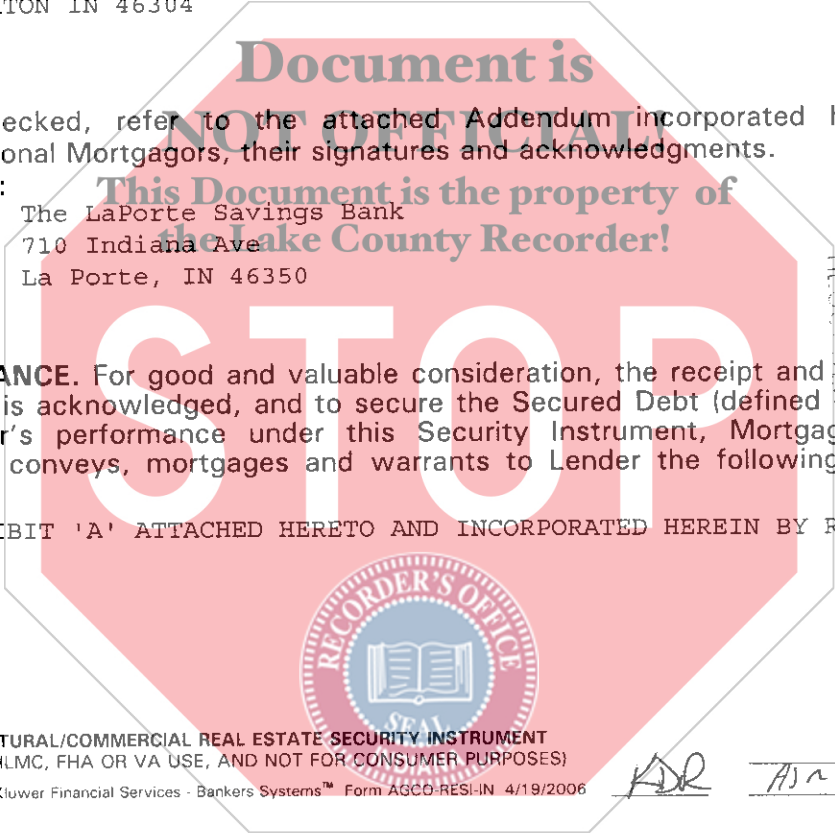 TON IN 46304
Document is
NOT OFFICIAL!
ecked, refer to the attached Addendum incorporated
onal Mortgagors, their signatures and acknowledgments.
This Document is the property of
The LaPorte Savings Bank
the Lake County Recorder!
710 Indiana Ave
La Porte, IN 46350
STOP
ANCE. For good and valuable consideration, the receipt and
is acknowledged, and to secure the Secured Debt (defined
r's performance under this Security Instrument, Mortgag
conveys, mortgages and warrants to Lender the following
BIT 'A' ATTACHED HERETO AND INCORPORATED HEREIN BY R
RECORDER'S OFFICE
SEAL
INDIANA
TURAL/COMMERCIAL REAL ESTATE SECURITY INSTRUMENT
LMC, FHA OR VA USE, AND NOT FOR CONSUMER PURPOSES)
Kluwer Financial Services - Bankers Systems™ Form AGCO-RESI-IN 4/19/2006
KDR